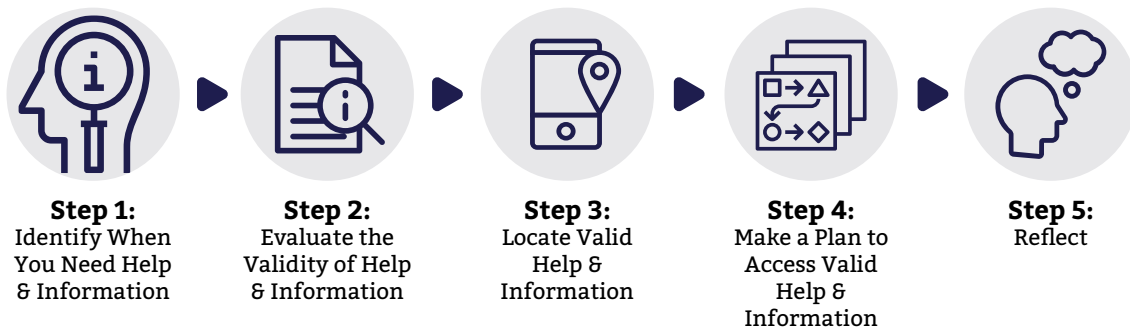 Step 1:
Identify When
You Need Help
& Information
Step 2:
Evaluate the
Validity of Help
& Information
Step 3:
Locate Valid
Help &
Information
Step 4:
Make a Plan to
Access Valid
Help &
Information
Step 5:
Reflect